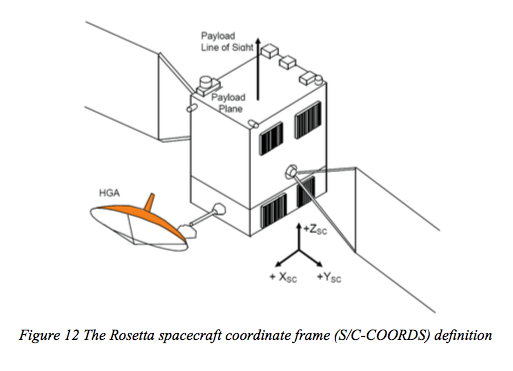 Payload
Line of Sight
Payload
Plane
HGA
+Zsc
+ Xsc
+Ysc
Figure 12 The Rosetta spacecraft coordinate frame (S/C-COORDS) definition